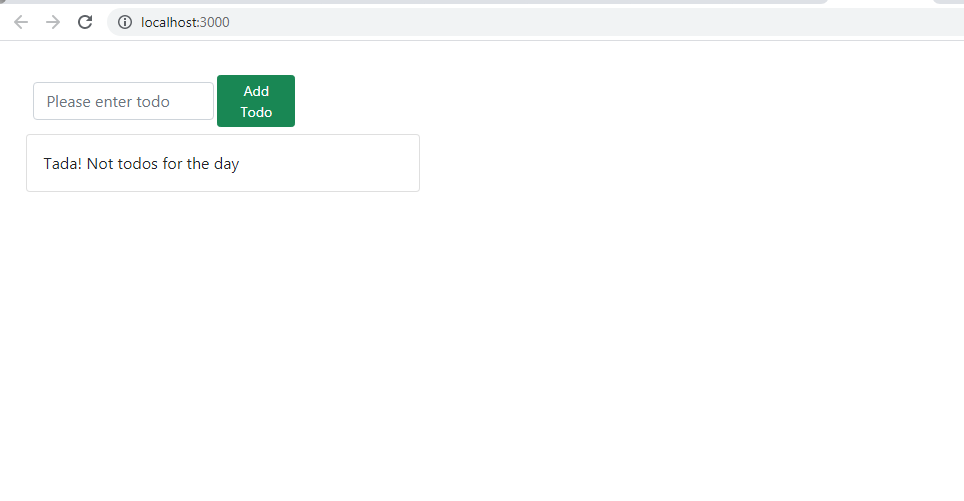 localhost:3000
Please enter todo
Add
Todo
Tada! Not todos for the day